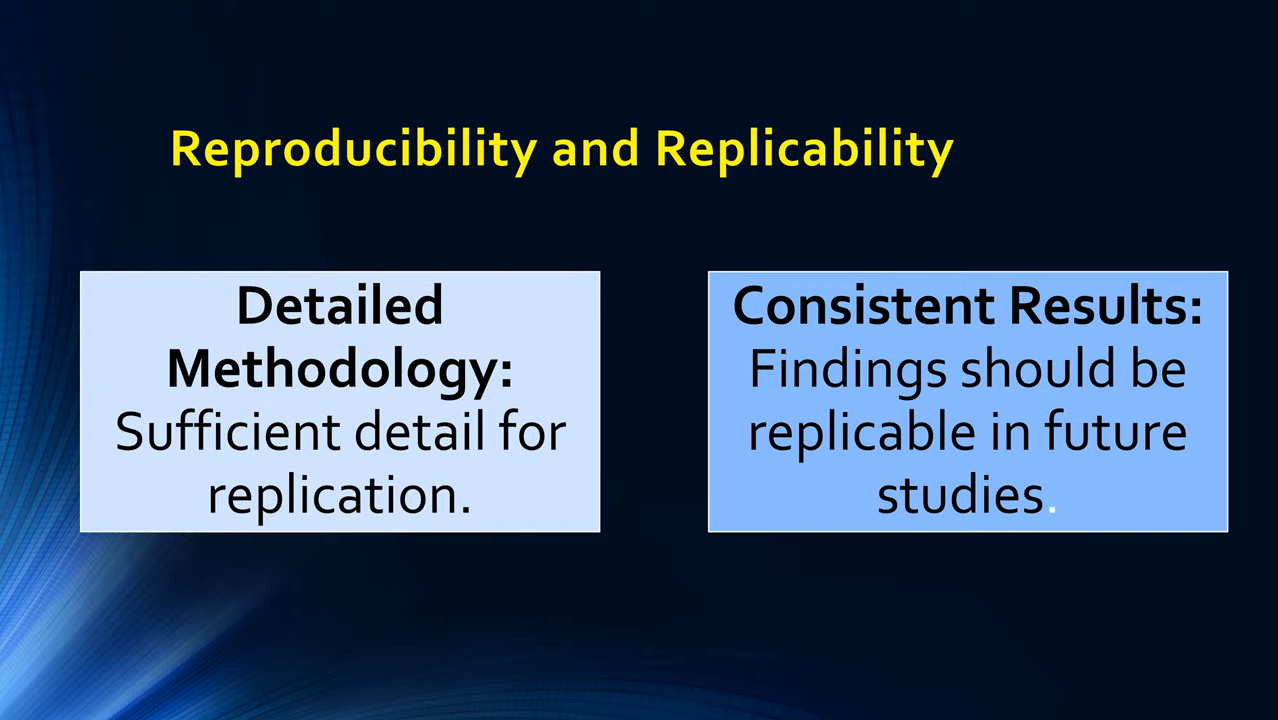 Reproducibility and Replicability
Detailed
Methodology:
Sufficient detail for
replication.
Consistent Results:
Findings should be
replicable in future
studies.